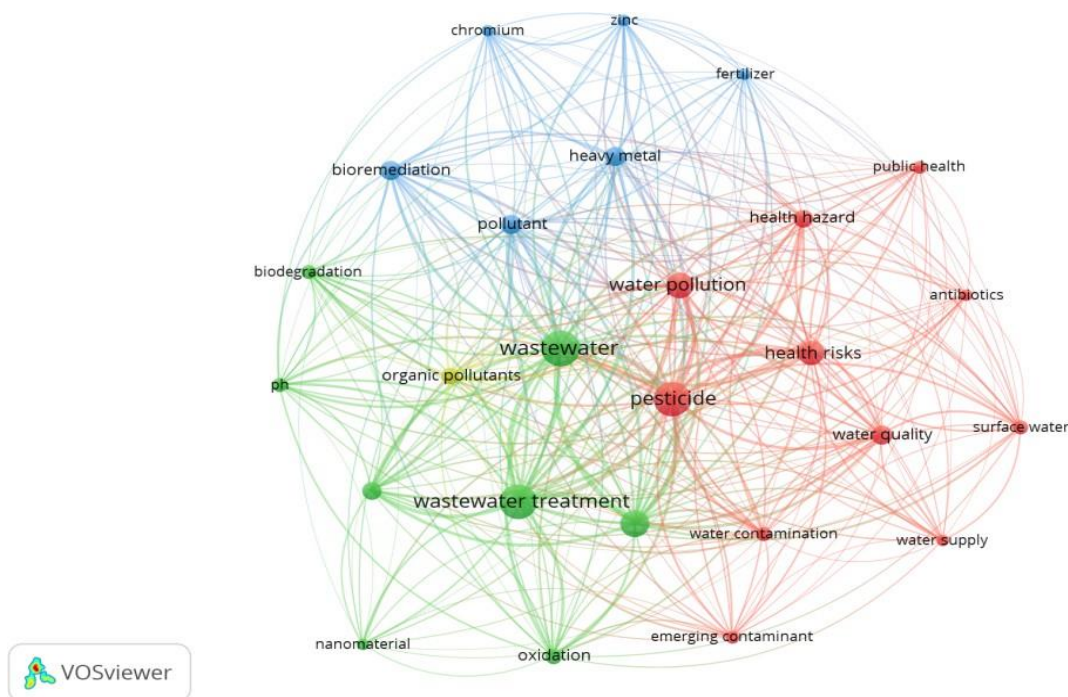 zinc
chromium
fertilizer
heavy metal
bioremediation
public health
health hazard
pollutant
biodegradation
water pollution
antibiotics
wastewater
health risks
organic pollutants
ph
pesticide
surface water
water quality
wastewater treatment
water contamination
water supply
emerging contaminant
nanomaterial
oxidation
VOSviewer